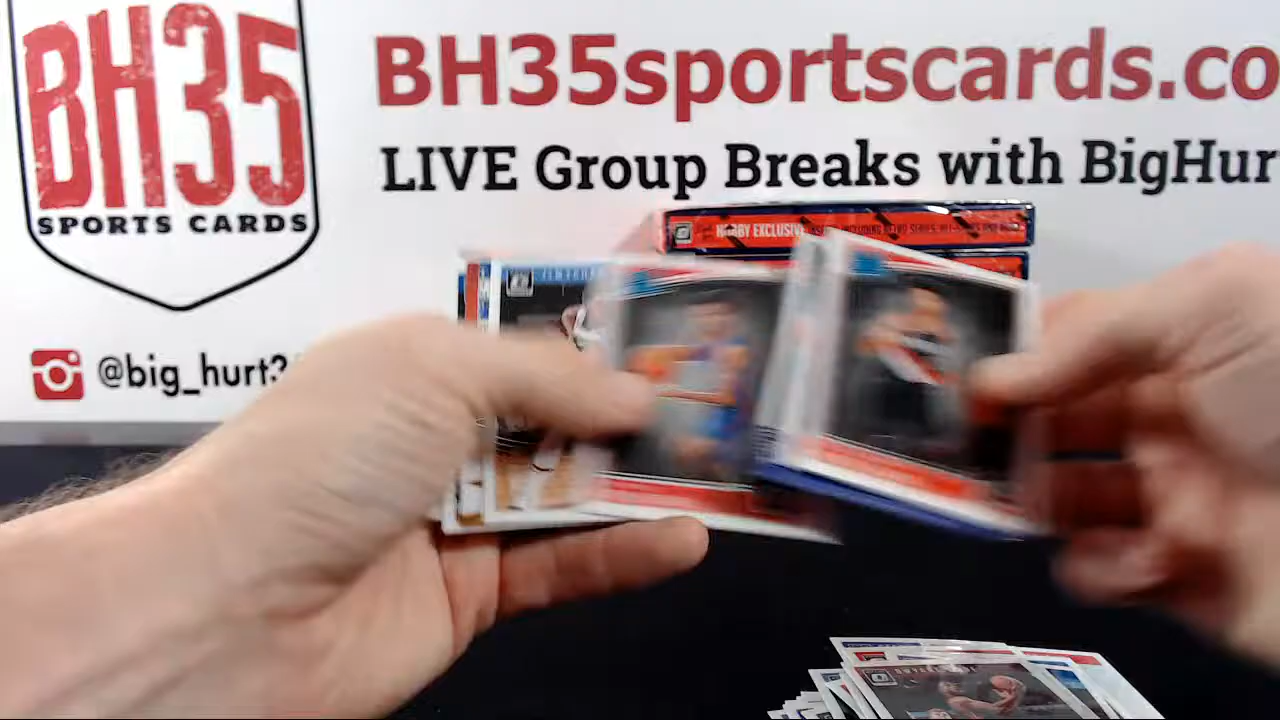 BH35
SPORTS CARDS
BH35sportscards.co
LIVE Group Breaks with BigHur
@big_hurt3
HOBBY EXCLUSIVE